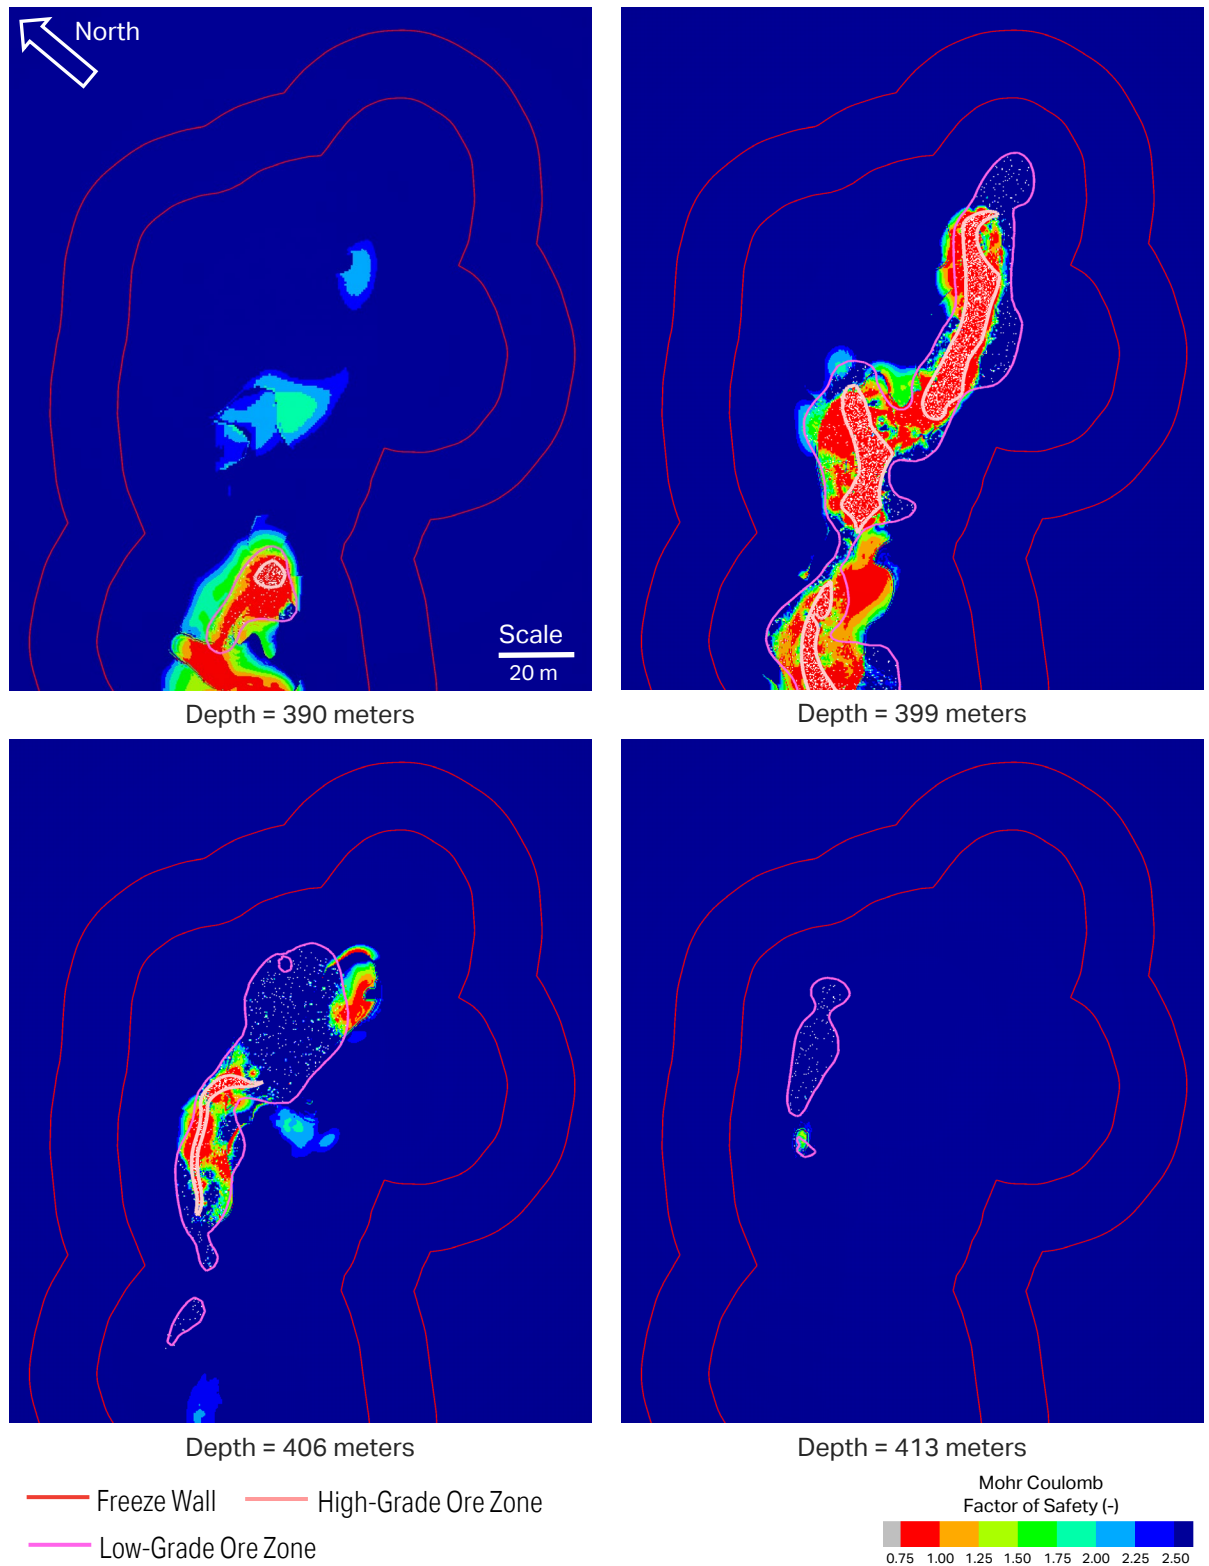 North
Scale
20 m
Depth = 390 meters
Depth = 399 meters
Depth = 406 meters
Depth = 413 meters
Freeze Wall
High-Grade Ore Zone
Low-Grade Ore Zone
Mohr Coulomb
Factor of Safety (-)
0.75 1.00 1.25 1.50 1.75 2.00 2.25 2.50